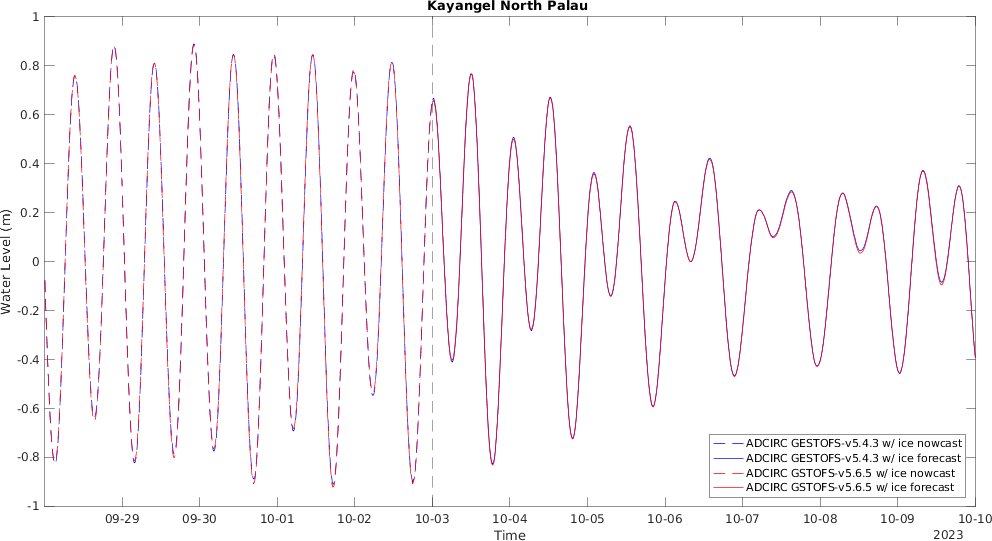 Kayangel North Palau
1
0.8
0.6
0.4
0.2
0
-0.2
-0.4
-0.6
-0.8
-1
Water Level (m)
ADCIRC GESTOFS-v5.4.3 w/ ice nowcast
ADCIRC GESTOFS-v5.4.3 w/ ice forecast
ADCIRC GSTOFS-v5.6.5 w/ ice nowcast
ADCIRC GSTOFS-v5.6.5 w/ ice forecast
09-29 09-30 10-01 10-02 10-03 10-04 10-05 10-06 10-07 10-08 10-09 10-10
Time
2023